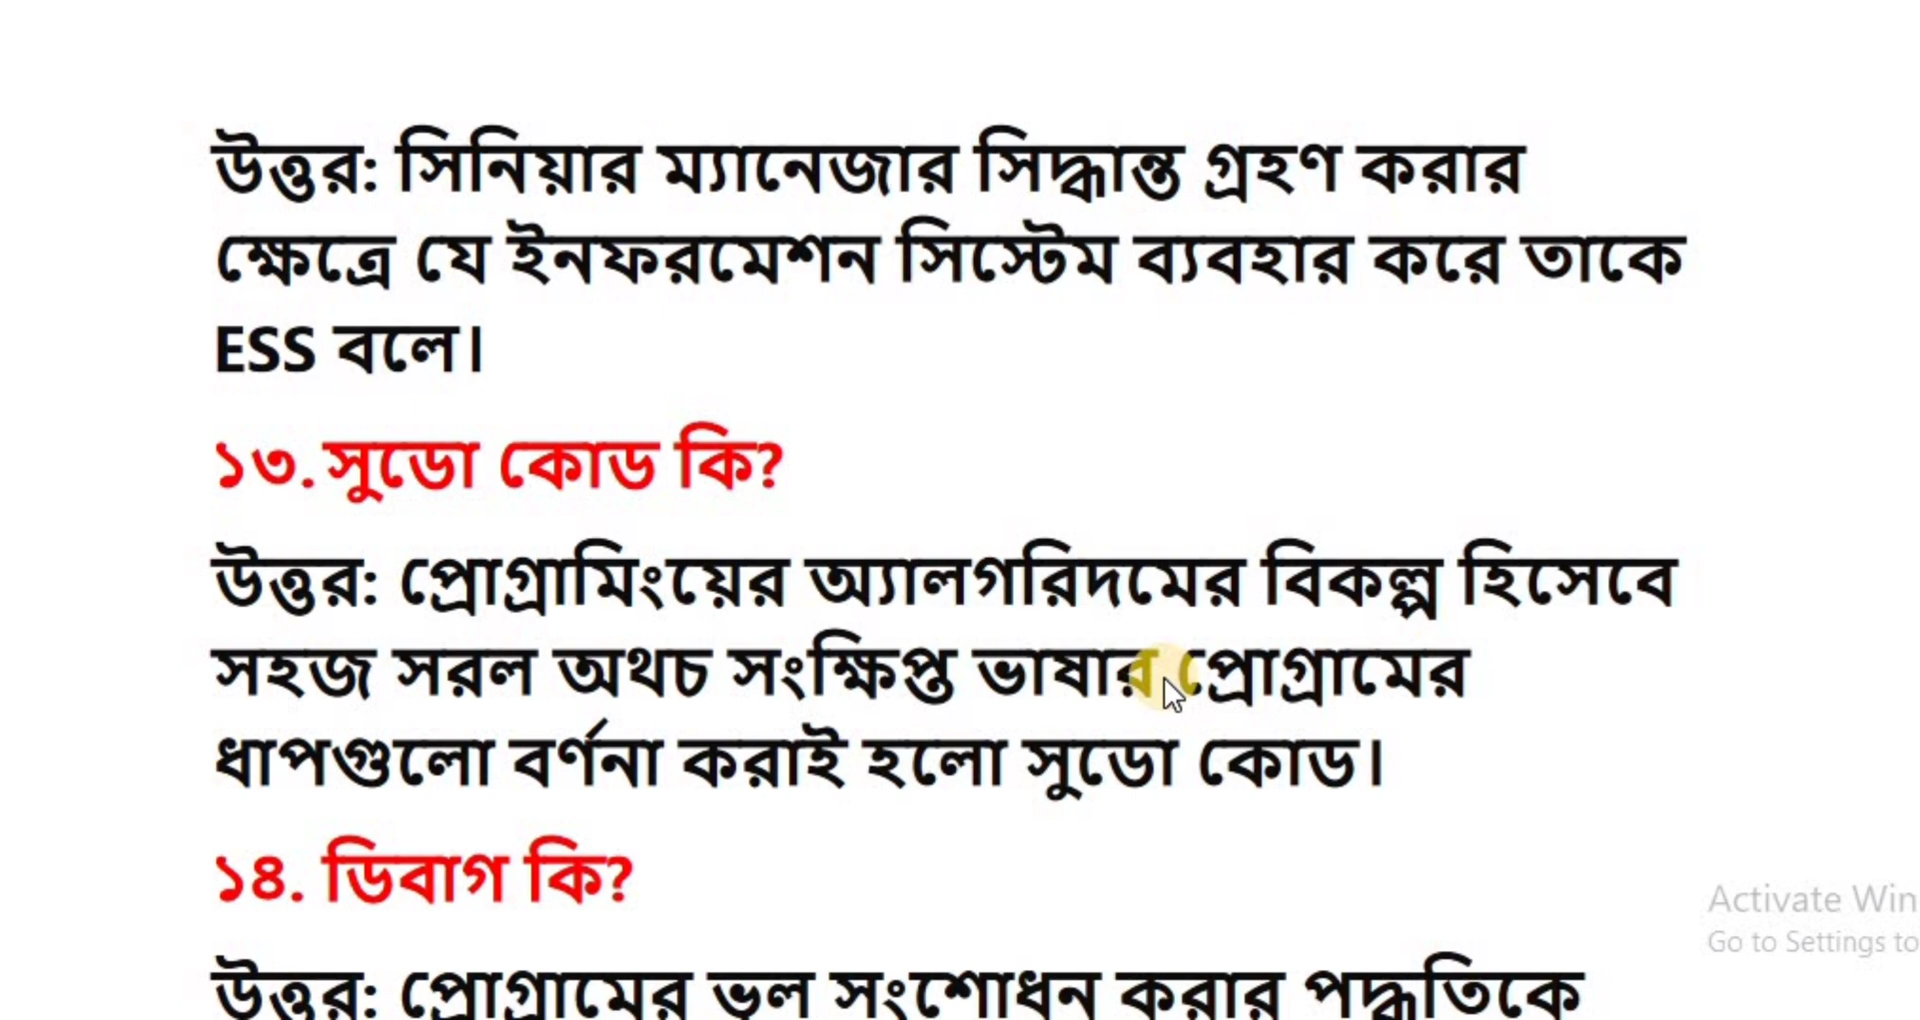 উত্তর: সিনিয়ার ম্যানেজার সিদ্ধান্ত গ্রহণ করার
ক্ষেত্রে যে ইনফরমেশন সিস্টেম ব্যবহার করে তাকে
ESS বলে।
১৩. সুডো কোড কি?
উত্তর: প্রোগ্রামিংয়ের অ্যালগরিদমের বিকল্প হিসেবে
সহজ সরল অথচ সংক্ষিপ্ত ভাষার প্রোগ্রামের
ধাপগুলো বর্ণনা করাই হলো সুডো কোড।
১৪. ডিবাগ কি?
উত্তর: প্রোগ্রামের ভুল সংশোধন করার পদ্ধতিকে
Activate Win
Go to Settings to